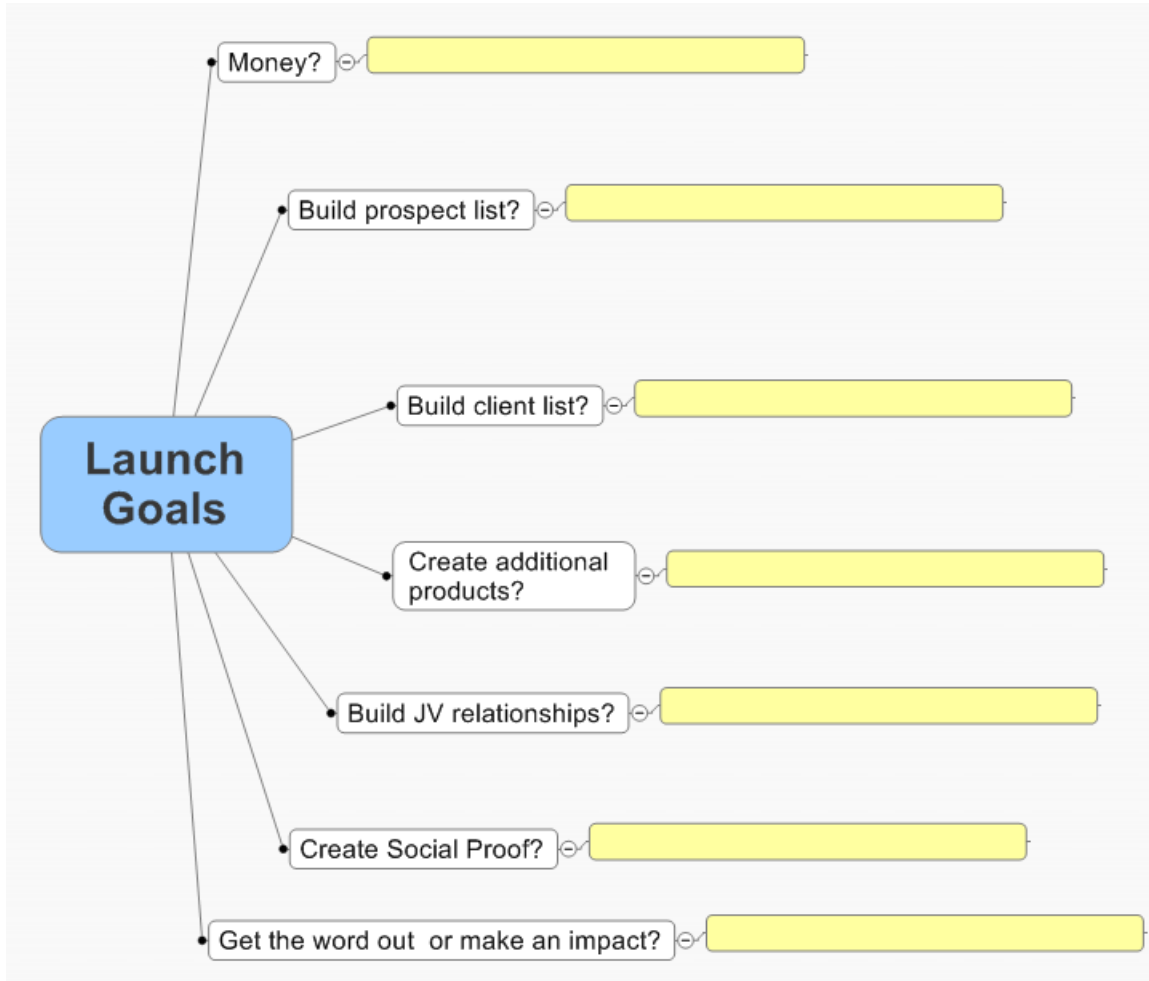 Money?
Build prospect list?
Build client list?
Launch
Goals
Create additional
products?
Build JV relationships?
Create Social Proof?
Get the word out  or make an impact?